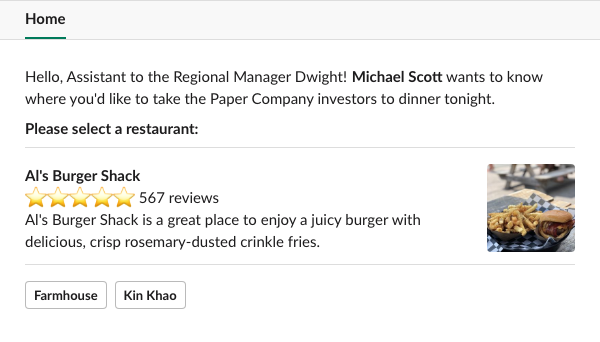 Home
Hello, Assistant to the Regional Manager Dwight! Michael Scott wants to know
where you'd like to take the Paper Company investors to dinner tonight.
Please select a restaurant:
Al's Burger Shack
567 reviews
Al's Burger Shack is a great place to enjoy a juicy burger with
delicious, crisp rosemary-dusted crinkle fries.
Farmhouse Kin Khao